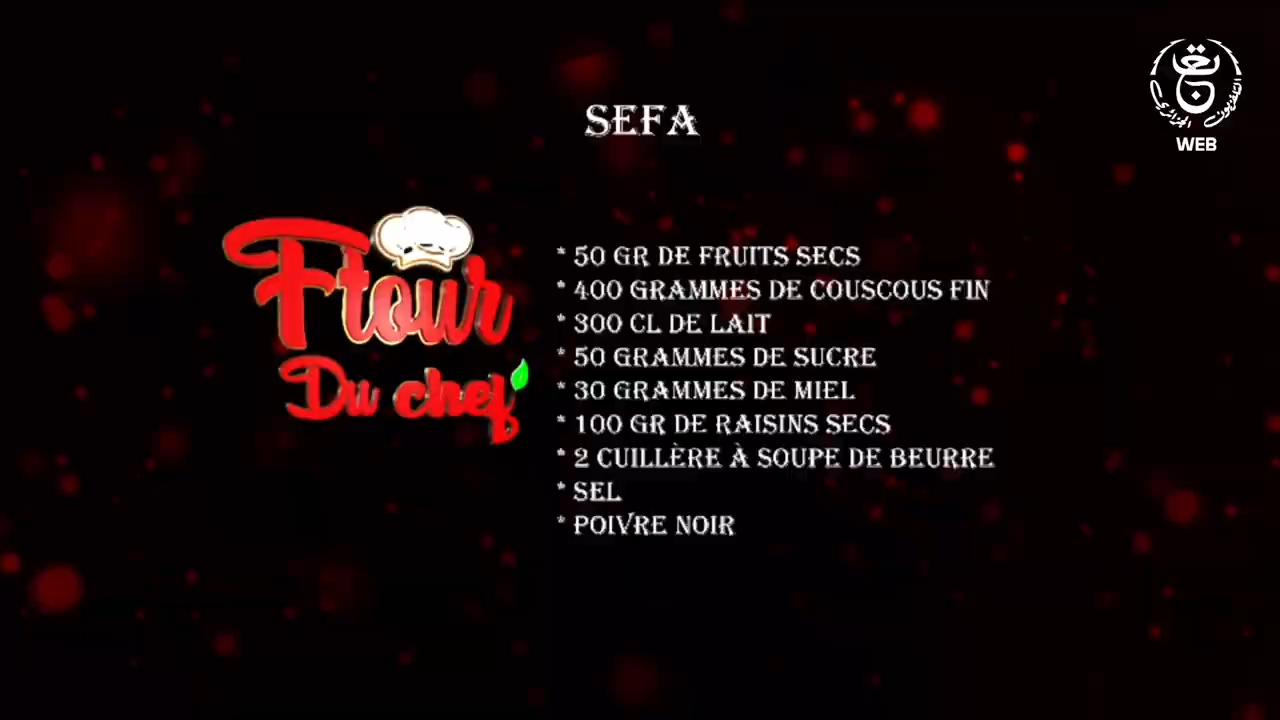 SEFA
التلفزيون الجزائري
WEB
Ftour
Du chef
* 50 GR DE FRUITS SECS
* 400 GRAMMES DE COUSCOUS FIN
* 300 CL DE LAIT
* 50 GRAMMES DE SUCRE
* 30 GRAMMES DE MIEL
* 100 GR DE RAISINS SECS
* 2 CUILLÈRE À SOUPE DE BEURRE
* SEL
* POIVRE NOIR